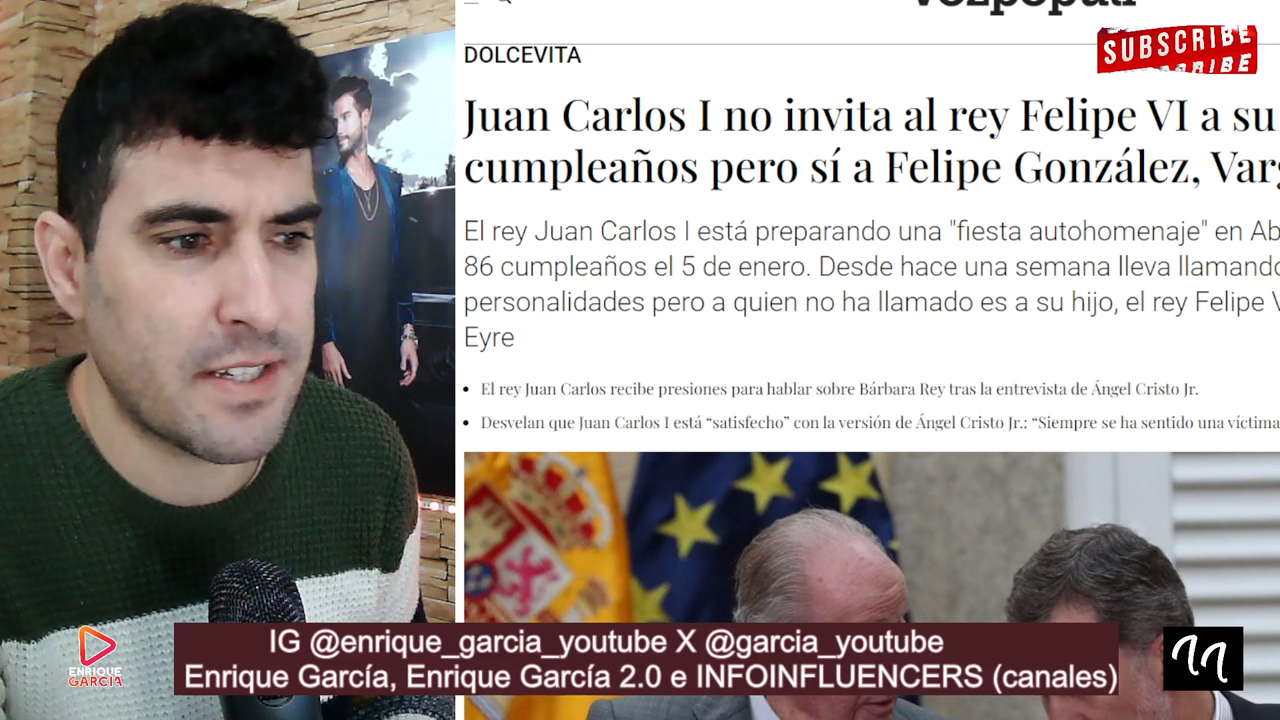 vozpópuli
SUBSCRIBE
DOLCEVITA
Juan Carlos I no invita al rey Felipe VI a su
cumpleaños pero sí a Felipe González,
El rey Juan Carlos I está preparando una "fiesta autohomenaje" en
86 cumpleaños el 5 de enero. Desde hace una semana lleva llamando
personalidades pero a quien no ha llamado es a su hijo, el rey Felipe
Eyre
• El rey Juan Carlos recibe presiones para hablar sobre Bárbara Rey tras la entrevista de Ángel Cristo Jr.
• Desvelan que Juan Carlos I está “satisfecho” con la versión de Ángel Cristo Jr.: “Siempre se ha sentido una víctima
IG @enrique_garcia_youtube X @garcia_youtube
Enrique García, Enrique García 2.0 e INFOINFLUENCERS (canales)
ENRIQUE
GARCÍA